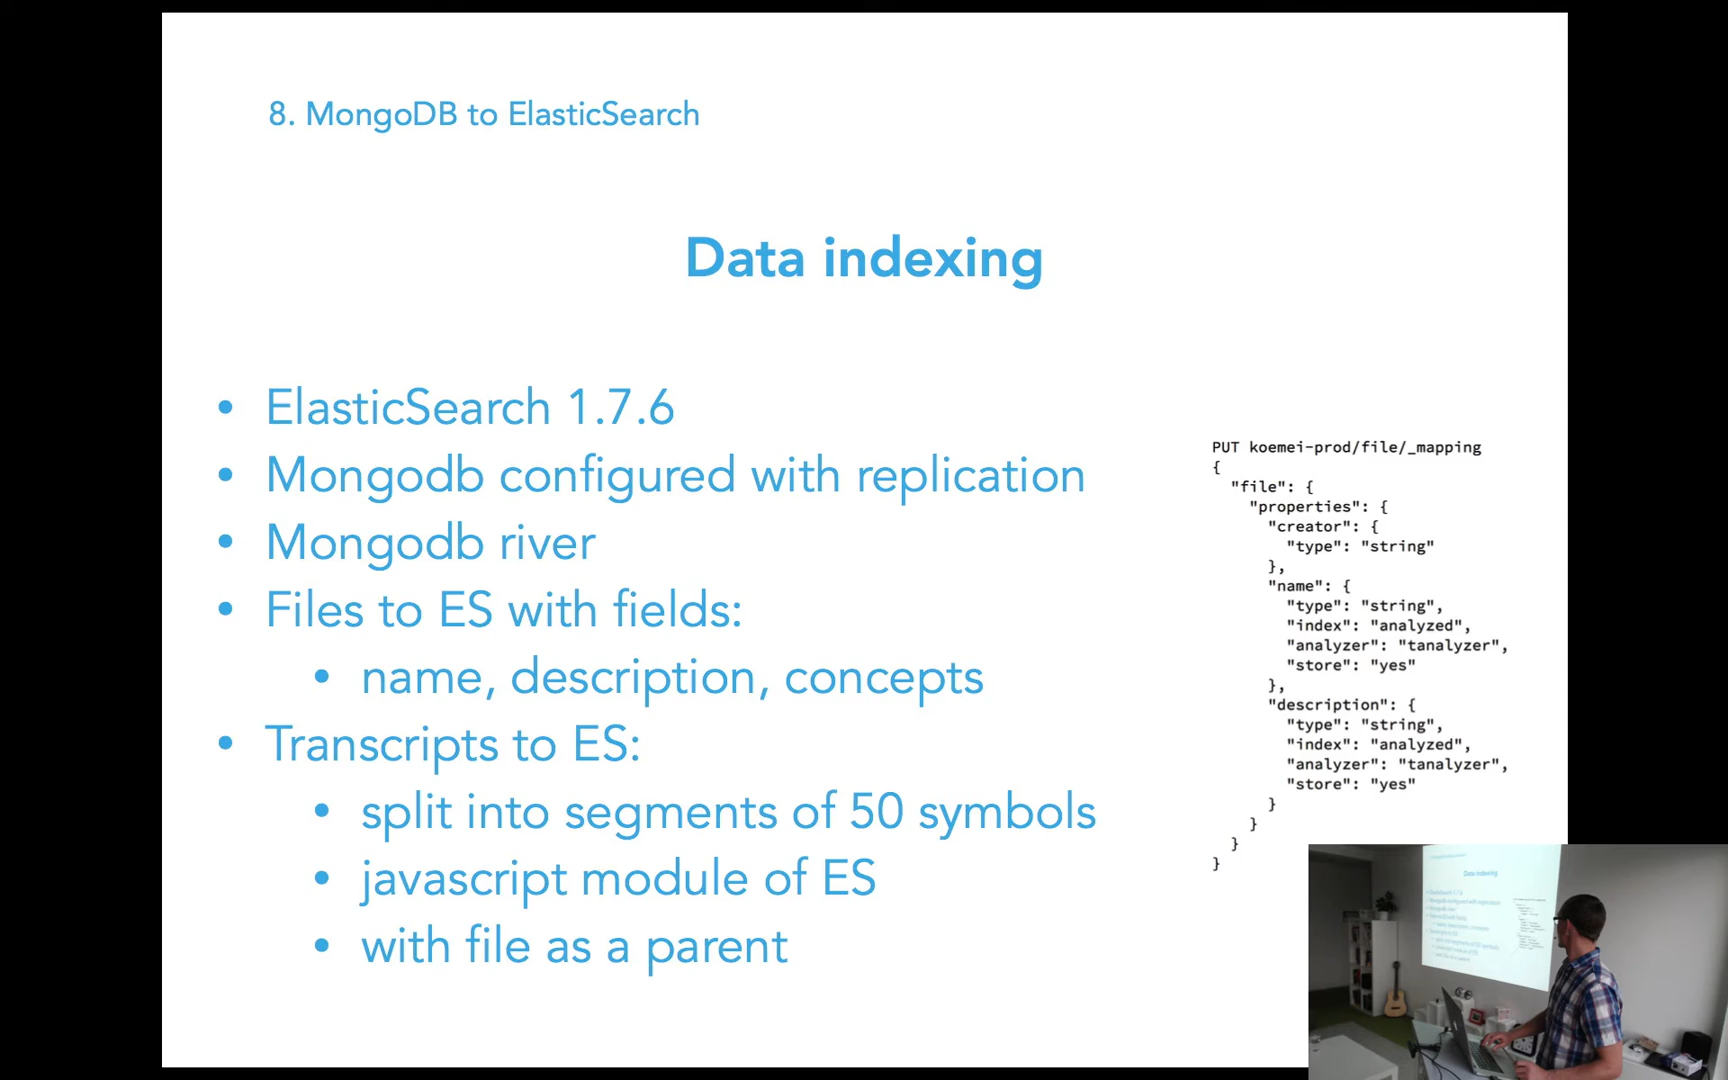 8. MongoDB to ElasticSearch
Data indexing
• ElasticSearch 1.7.6
• Mongodb configured with replication
• Mongodb river
• Files to ES with fields:
• name, description, concepts
• Transcripts to ES:
• split into segments of 50 symbols
• javascript module of ES
• with file as a parent
PUT koemei-prod/file/_mapping
{
"file": {
"properties": {
"creator": {
"type": "string"
},
"name": {
"type": "string",
"index": "analyzed",
"analyzer": "tanalyzer",
"store": "yes"
},
"description": {
"type": "string",
"index": "analyzed",
"analyzer": "tanalyzer",
"store": "yes"
}
}
}
}
Data indexing